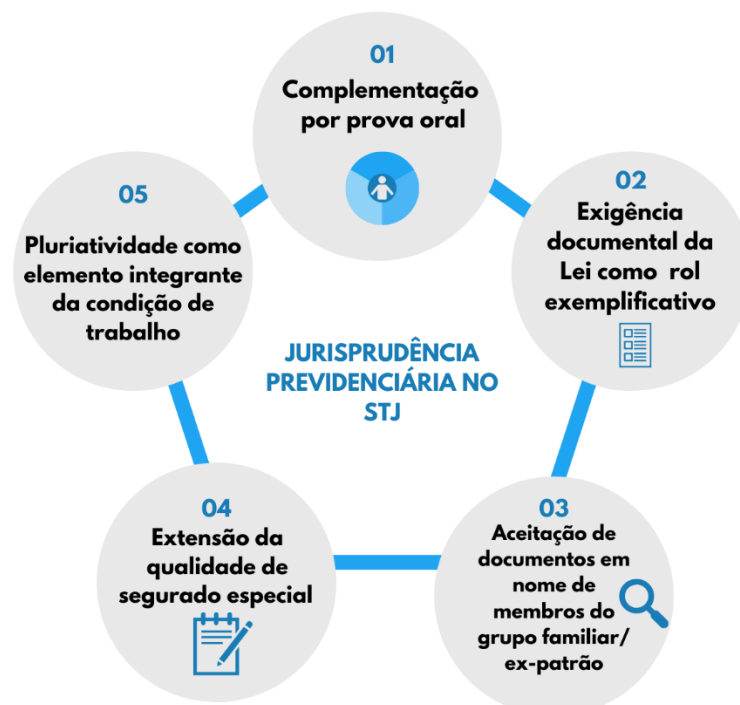 01
Complementação
por prova oral
02
Exigência
documental da
Lei como rol
exemplificativo
03
Aceitação de
documentos em
nome de
membros do
grupo familiar/
ex-patrão
04
Extensão da
qualidade de
segurado especial
05
Pluriatividade como
elemento integrante
da condição de
trabalho
JURISPRUDÊNCIA
PREVIDENCIÁRIA NO
STJ